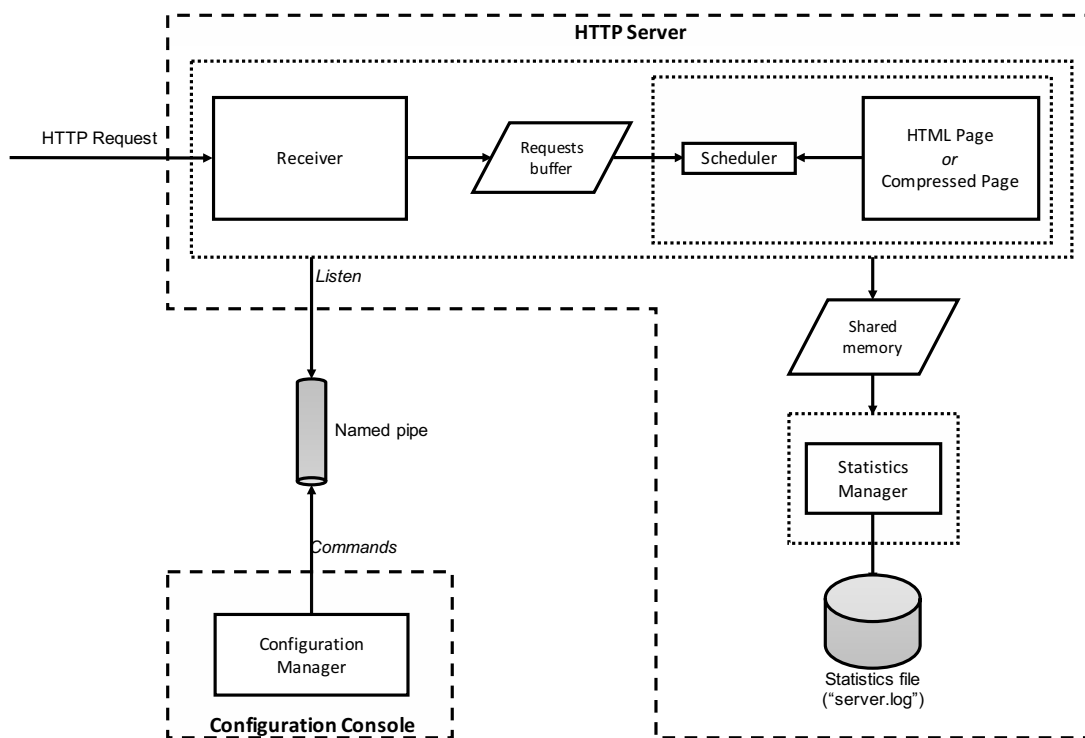 HTTP Server
HTTP Request
Receiver
Requests
buffer
Scheduler
HTML Page
or
Compressed Page
Listen
Shared
memory
Named pipe
Statistics
Manager
Commands
Configuration
Manager
Statistics file
(“server.log”)
Configuration Console